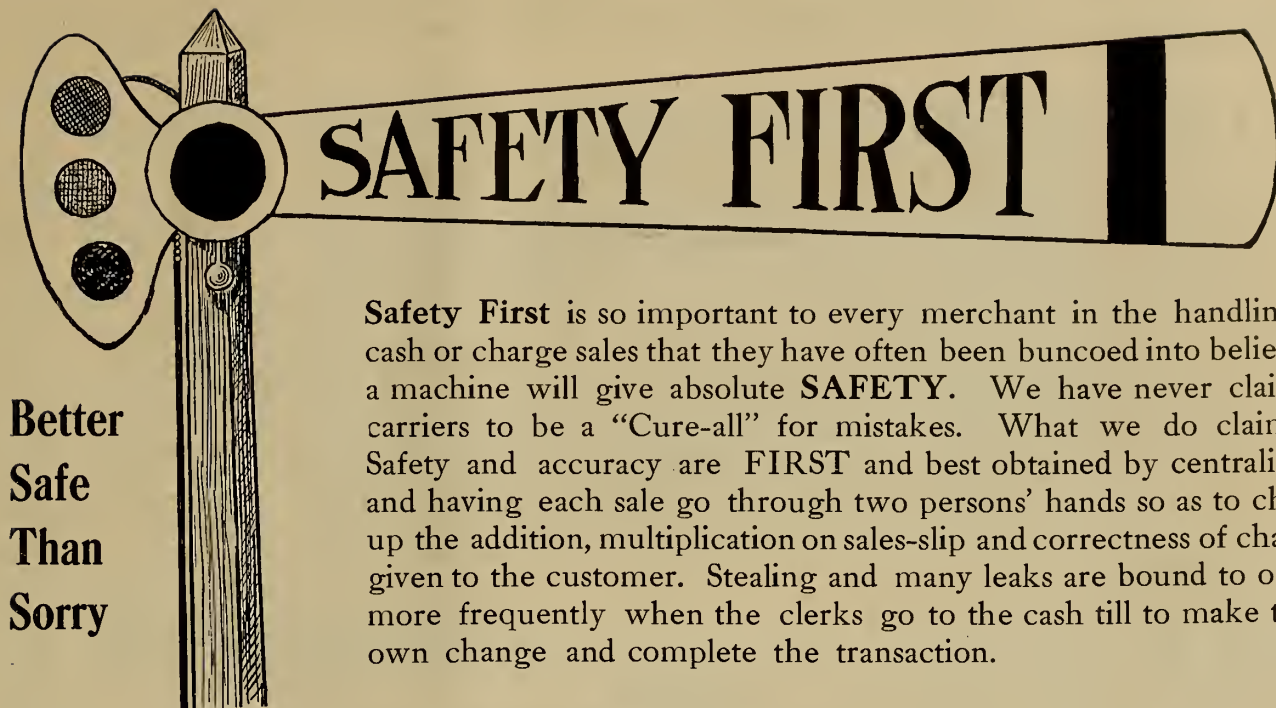 SAFETY FIRST
Better
Safe
Than
Sorry
Safety First is so important to every merchant in the handlin
cash or charge sales that they have often been buncoed into belie
a machine will give absolute SAFETY. We have never clai
carriers to be a “Cure-all” for mistakes. What we do claim
Safety and accuracy are FIRST and best obtained by centrali
and having each sale go through two persons’ hands so as to ch
up the addition, multiplication on sales-slip and correctness of cha
given to the customer. Stealing and many leaks are bound to o
more frequently when the clerks go to the cash till to make t
own change and complete the transaction.